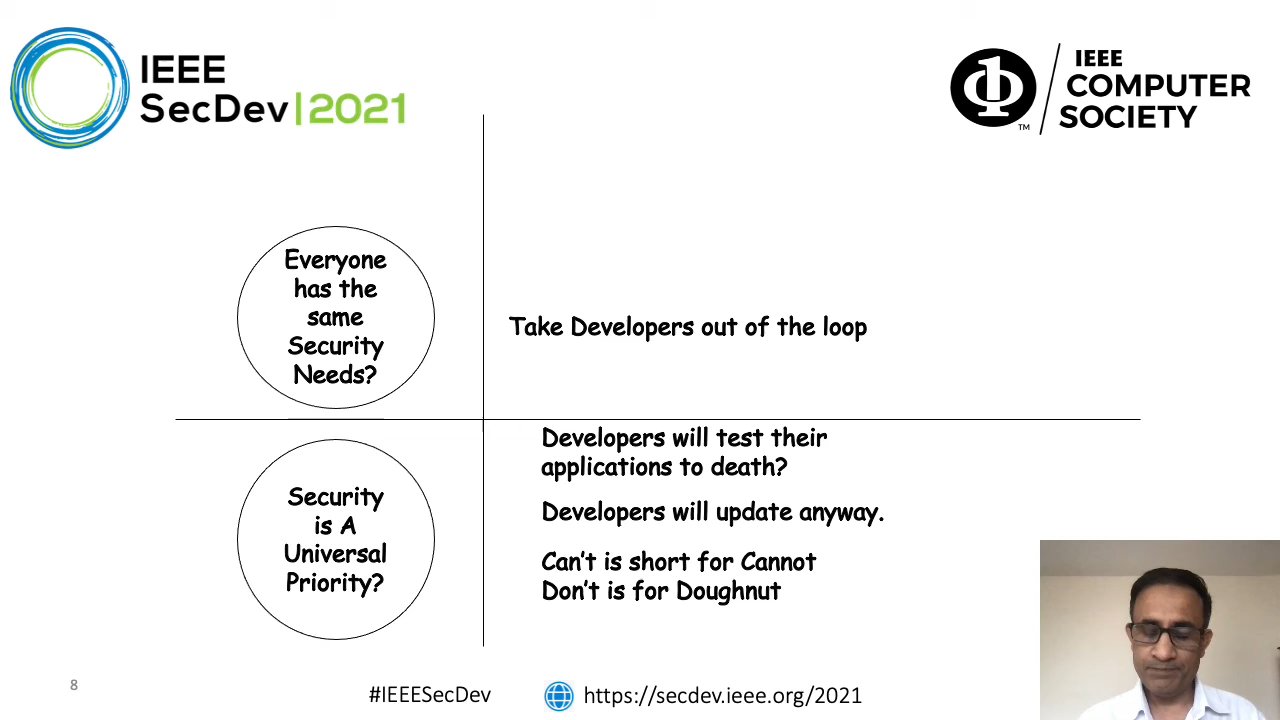 IEEE
SecDev|2021
IEEE
COMPUTER
SOCIETY
TM
Everyone
has the
same
Security
Needs?
Take Developers out of the loop
Security
is A
Universal
Priority?
Developers will test their
applications to death?
Developers will update anyway.
Can’t is short for Cannot
Don’t is for Doughnut
8
#IEEESecDev
https://secdev.ieee.org/2021